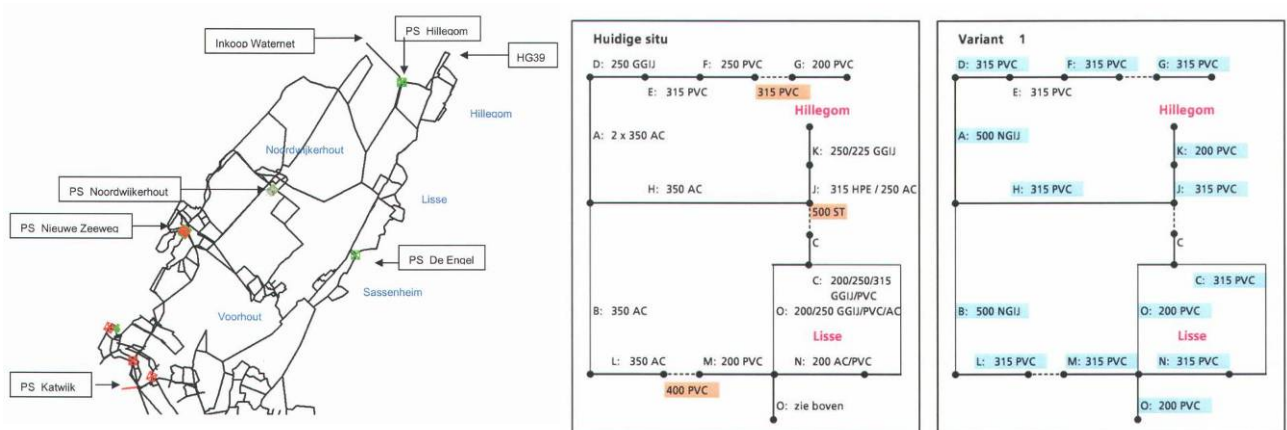 PS Hillegom
Inkoop Waternet
HG39
Hillegom
Noordwijkerhout
PS Noordwijkerhout
Lisse
PS Nieuwe Zeeweg
PS De Engel
Sassenheim
Voorhout
PS Katwijk
Huidige situ
D: 250 GGIJ F: 250 PVC G: 200 PVC
E: 315 PVC 315 PVC
Hillegom
A: 2 x 350 AC
K: 250/225 GGIJ
H: 350 AC J: 315 HPE / 250 AC
500 ST
C
C: 200/250/315
GGIJ/PVC
B: 350 AC O: 200/250 GGIJ/PVC/AC
Lisse
L: 350 AC M: 200 PVC N: 200 AC/PVC
400 PVC
O: zie boven
Variant 1
D: 315 PVC F: 315 PVC G: 315 PVC
E: 315 PVC
Hillegom
A: 500 NGIJ
K: 200 PVC
H: 315 PVC J: 315 PVC
C
C: 315 PVC
B: 500 NGIJ O: 200 PVC
Lisse
L: 315 PVC M: 315 PVC N: 315 PVC
O: 200 PVC